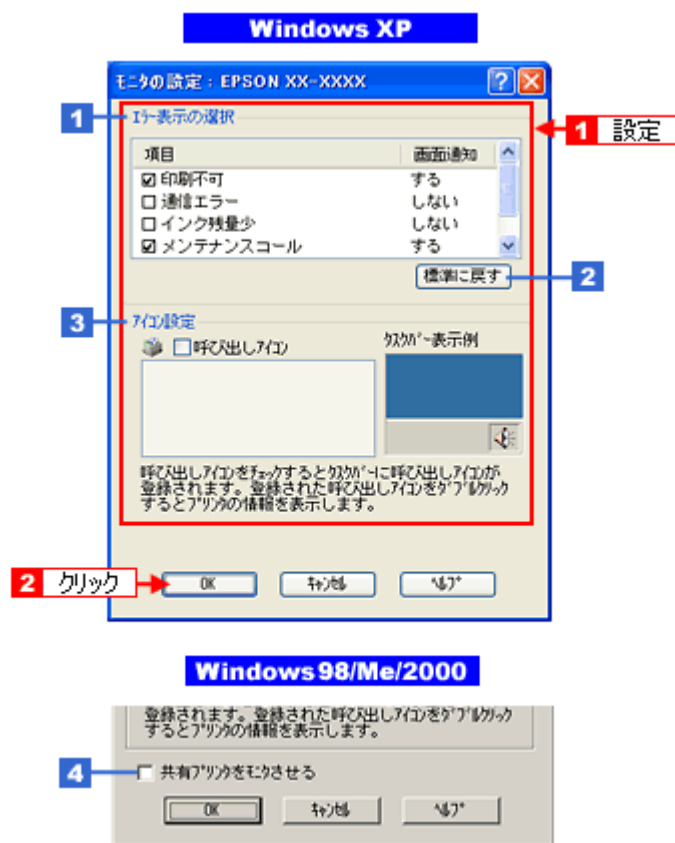 Windows XP
モニタの設定 : EPSON XX-XXXX
1 ｴﾗｰ表示の選択
1 設定
項目 画面通知
印刷不可 する
通信エラー しない
インク残量少 しない
メンテナンスコール する
標準に戻す 2
3 ｱｲｺﾝ設定
呼び出しｱｲｺﾝ ﾀｽｸﾊﾞｰ表示例
呼び出しｱｲｺﾝをﾁｪｯｸするとﾀｽｸﾊﾞｰに呼び出しｱｲｺﾝが
登録されます。登録された呼び出しｱｲｺﾝをﾀﾞﾌﾞﾙｸﾘｯｸ
するとﾌﾟﾘﾝﾀの情報を表示します。
2 クリック OK ｷｬﾝｾﾙ ﾍﾙﾌﾟ
Windows 98/Me/2000
登録されます。登録された呼び出しｱｲｺﾝをﾀﾞﾌﾞﾙｸﾘｯｸ
するとﾌﾟﾘﾝﾀの情報を表示します。
4 共有ﾌﾟﾘﾝﾀをﾓﾆﾀさせる
OK ｷｬﾝｾﾙ ﾍﾙﾌﾟ